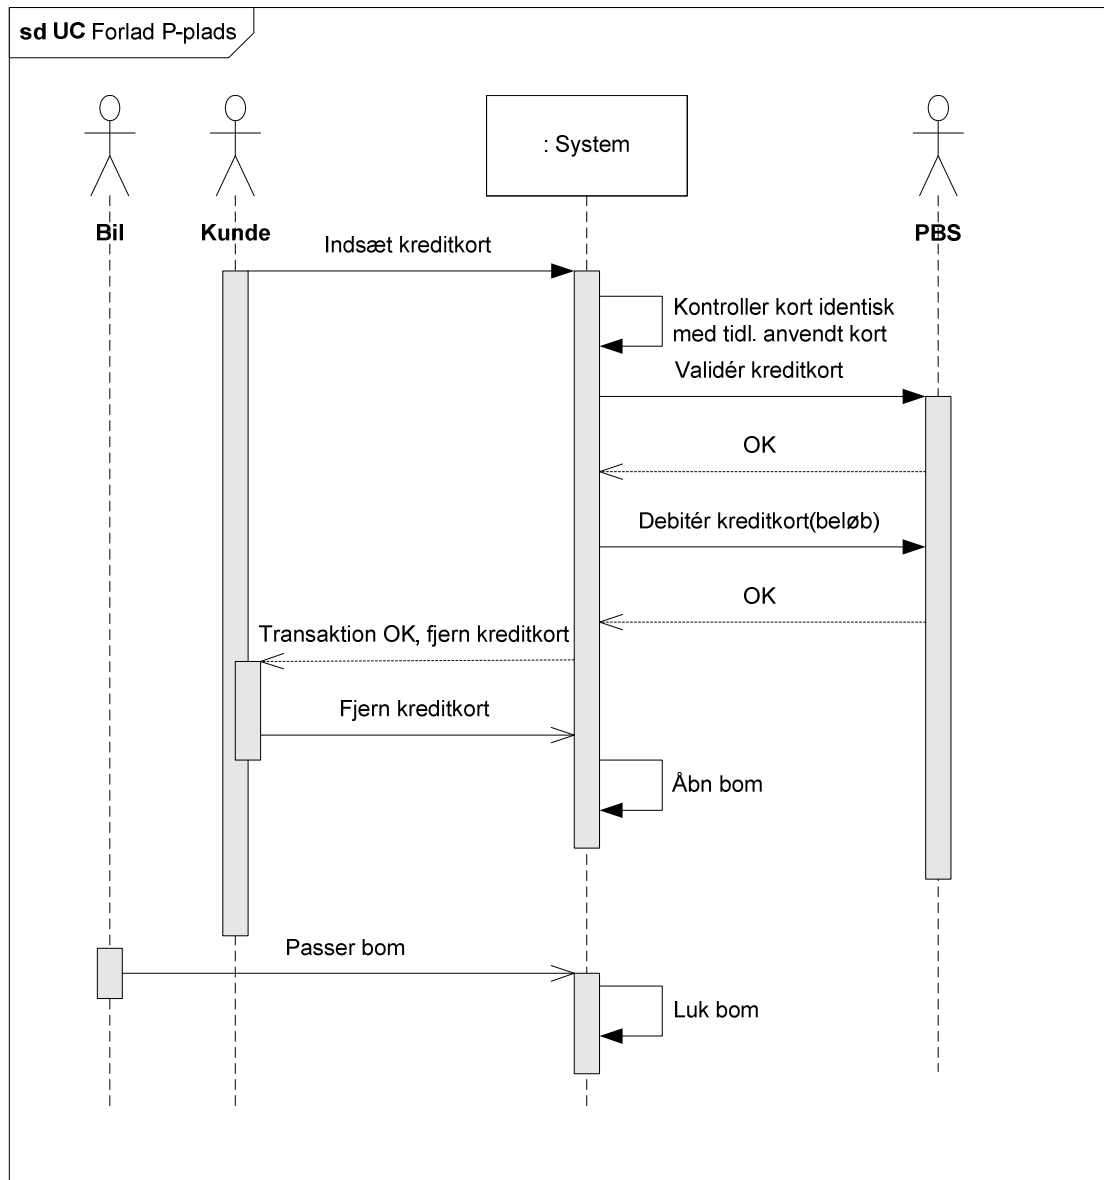 sd UC Forlad P-plads
: System
Bil
Kunde
PBS
Indsæt kreditkort
Kontroller kort identisk
med tidl. anvendt kort
Validér kreditkort
OK
Debitér kreditkort(beløb)
OK
Transaktion OK, fjern kreditkort
Fjern kreditkort
Åbn bom
Passer bom
Luk bom